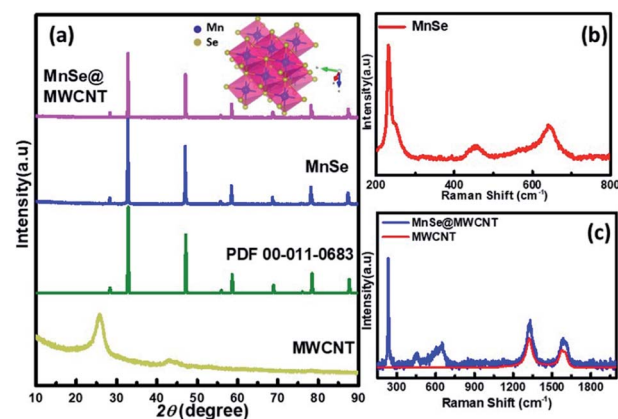 (a)
Mn
Se
MnSe@
MWCNT
MnSe
PDF 00-011-0683
MWCNT
Intensity(a.u)
10 20 30 40 50 60 70 80 90
2θ(degree)
MnSe
(b)
Intensity(a.u)
200 400 600 800
Raman Shift (cm-1)
MnSe@MWCNT
MWCNT
(c)
Intensity(a.u)
300 600 900 1200 1500 1800
Raman Shift (cm-1)